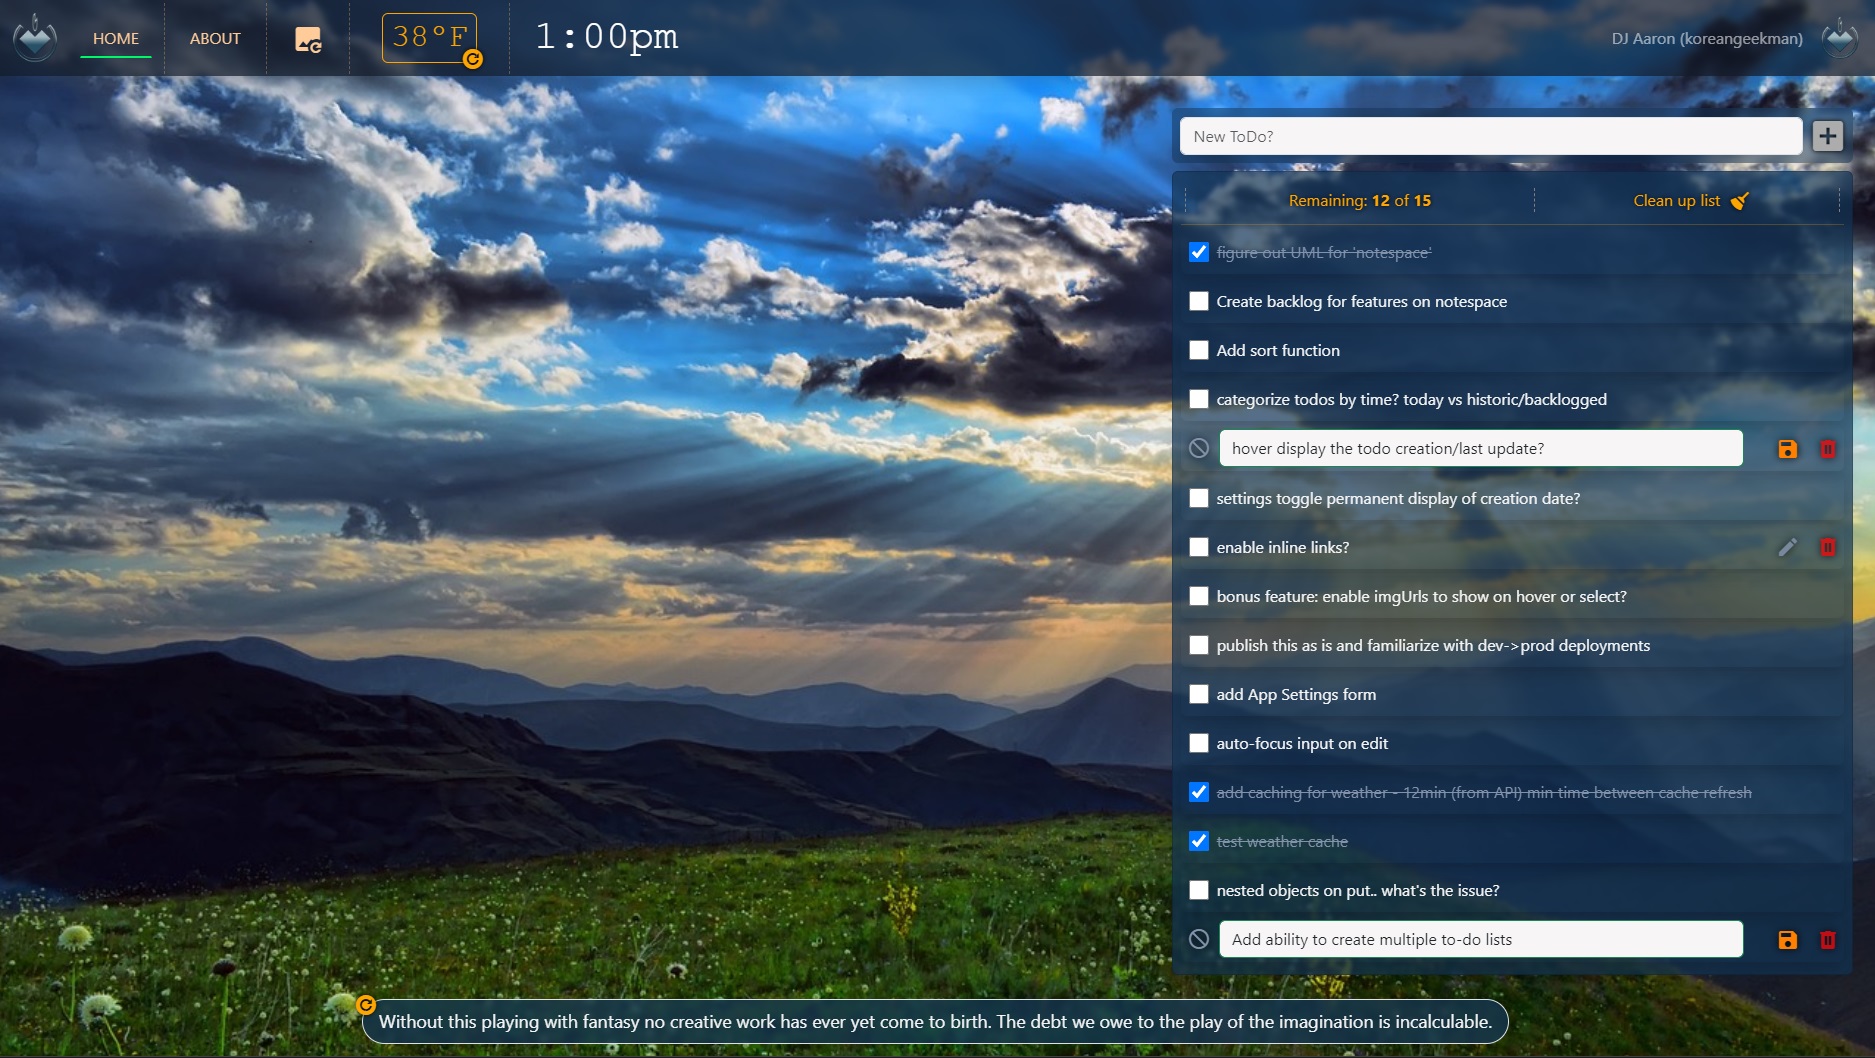 HOME
ABOUT
38°F
1:00pm
DJ Aaron (koreangeekman)
New ToDo?
Remaining: 12 of 15
Clean up list
figure out UML for 'notespace'
Create backlog for features on notespace
Add sort function
categorize todos by time? today vs historic/backlogged
hover display the todo creation/last update?
settings toggle permanent display of creation date?
enable inline links?
bonus feature: enable imgUrls to show on hover or select?
publish this as is and familiarize with dev->prod deployments
add App Settings form
auto-focus input on edit
add caching for weather - 12min (from API) min time between cache refresh
test weather cache
nested objects on put.. what's the issue?
Add ability to create multiple to-do lists
Without this playing with fantasy no creative work has ever yet come to birth. The debt we owe to the play of the imagination is incalculable.